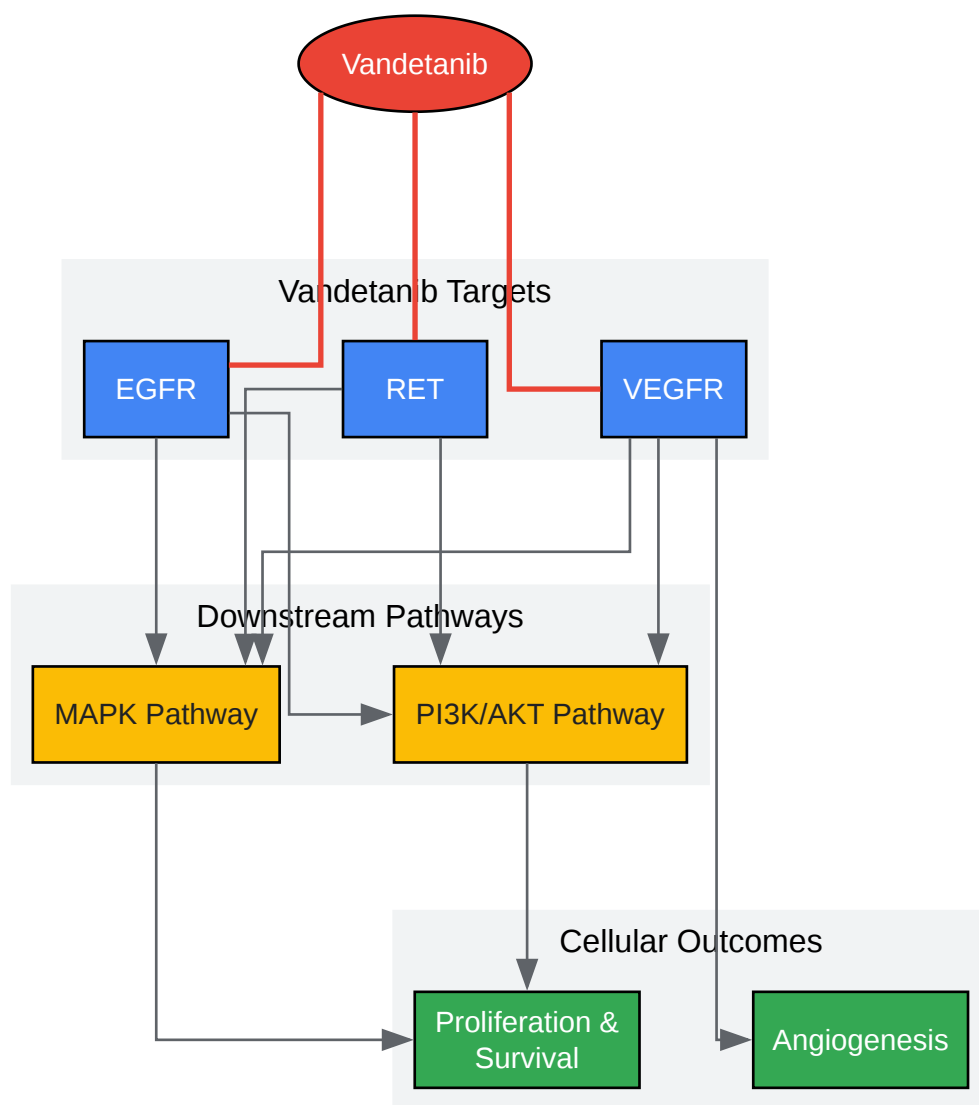 Vandetanib
Vandetanib Targets
EGFR
RET
VEGFR
Downstream Pathways
MAPK Pathway
PI3K/AKT Pathway
Cellular Outcomes
Proliferation &
Survival
Angiogenesis